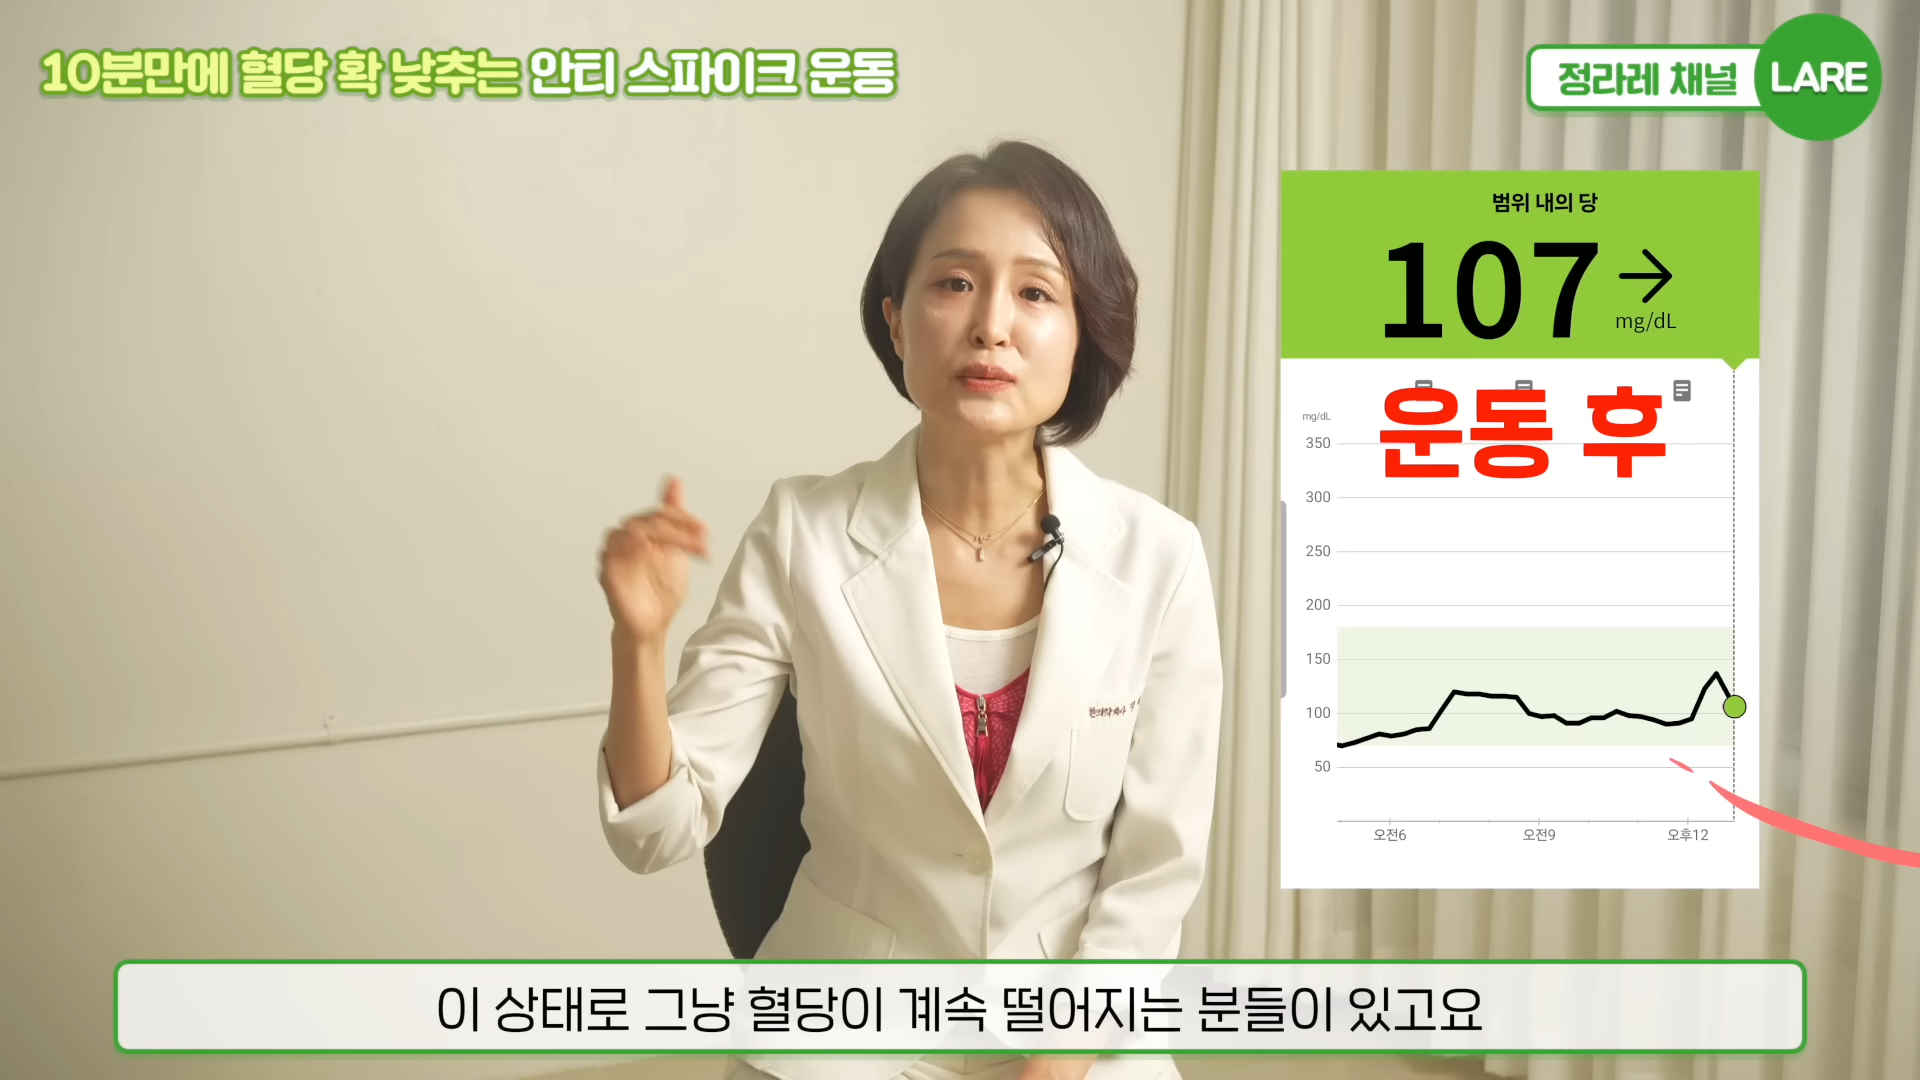 10분만에 혈당 확 낮추는 안티 스파이크 운동
정라레 채널
LARE
범위 내의 당
107
mg/dL
운동 후
mg/dL
350
300
250
200
150
100
50
오전6
오전9
오후12
이 상태로 그냥 혈당이 계속 떨어지는 분들이 있고요